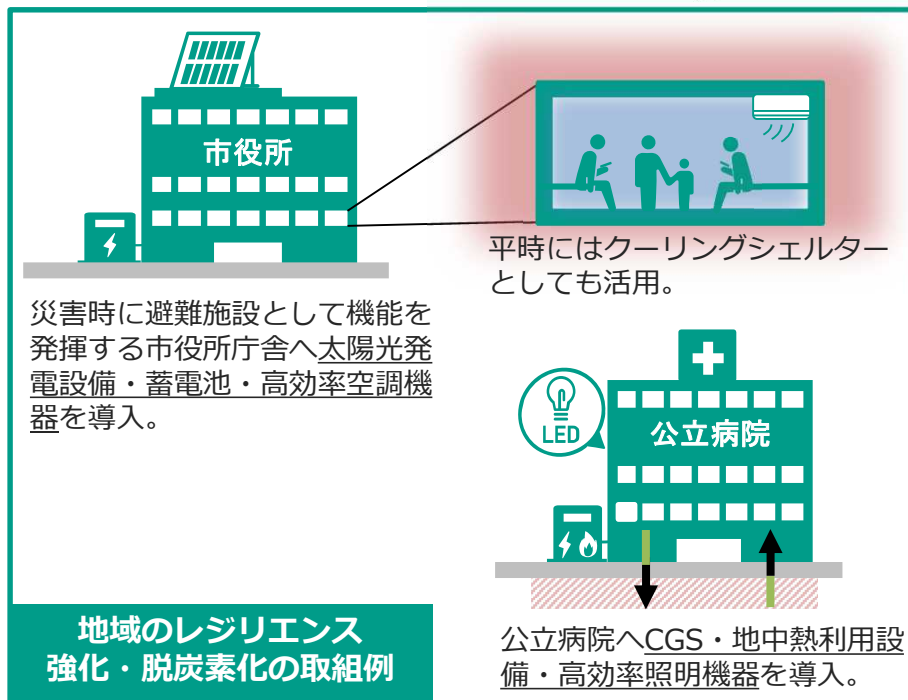 市役所
平時にはクーリングシェルター
としても活用。
災害時に避難施設として機能を
発揮する市役所庁舎へ太陽光発
電設備・蓄電池・高効率空調機
器を導入。
LED
公立病院
公立病院へCGS・地中熱利用設
備・高効率照明機器を導入。
地域のレジリエンス
強化・脱炭素化の取組例